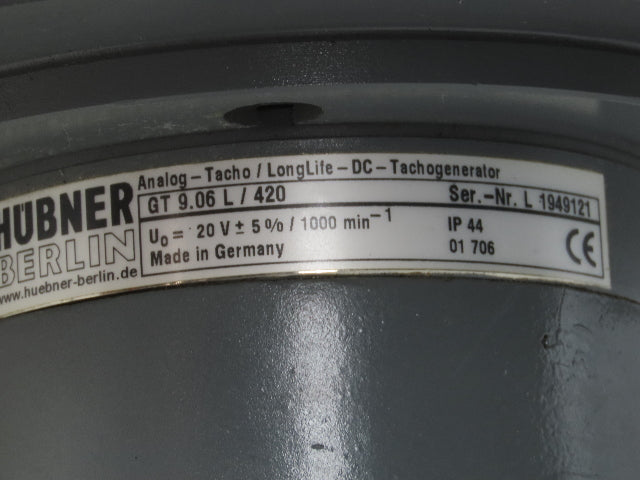 HÜBNER
BERLIN
www.huebner-berlin.de
Analog-Tacho / LongLife-DC-Tachogenerator
GT 9.06 L / 420 Ser.-Nr. L 1949121
U₀ = 20 V ± 5% / 1000 min⁻¹ IP 44
Made in Germany 01 706 CE